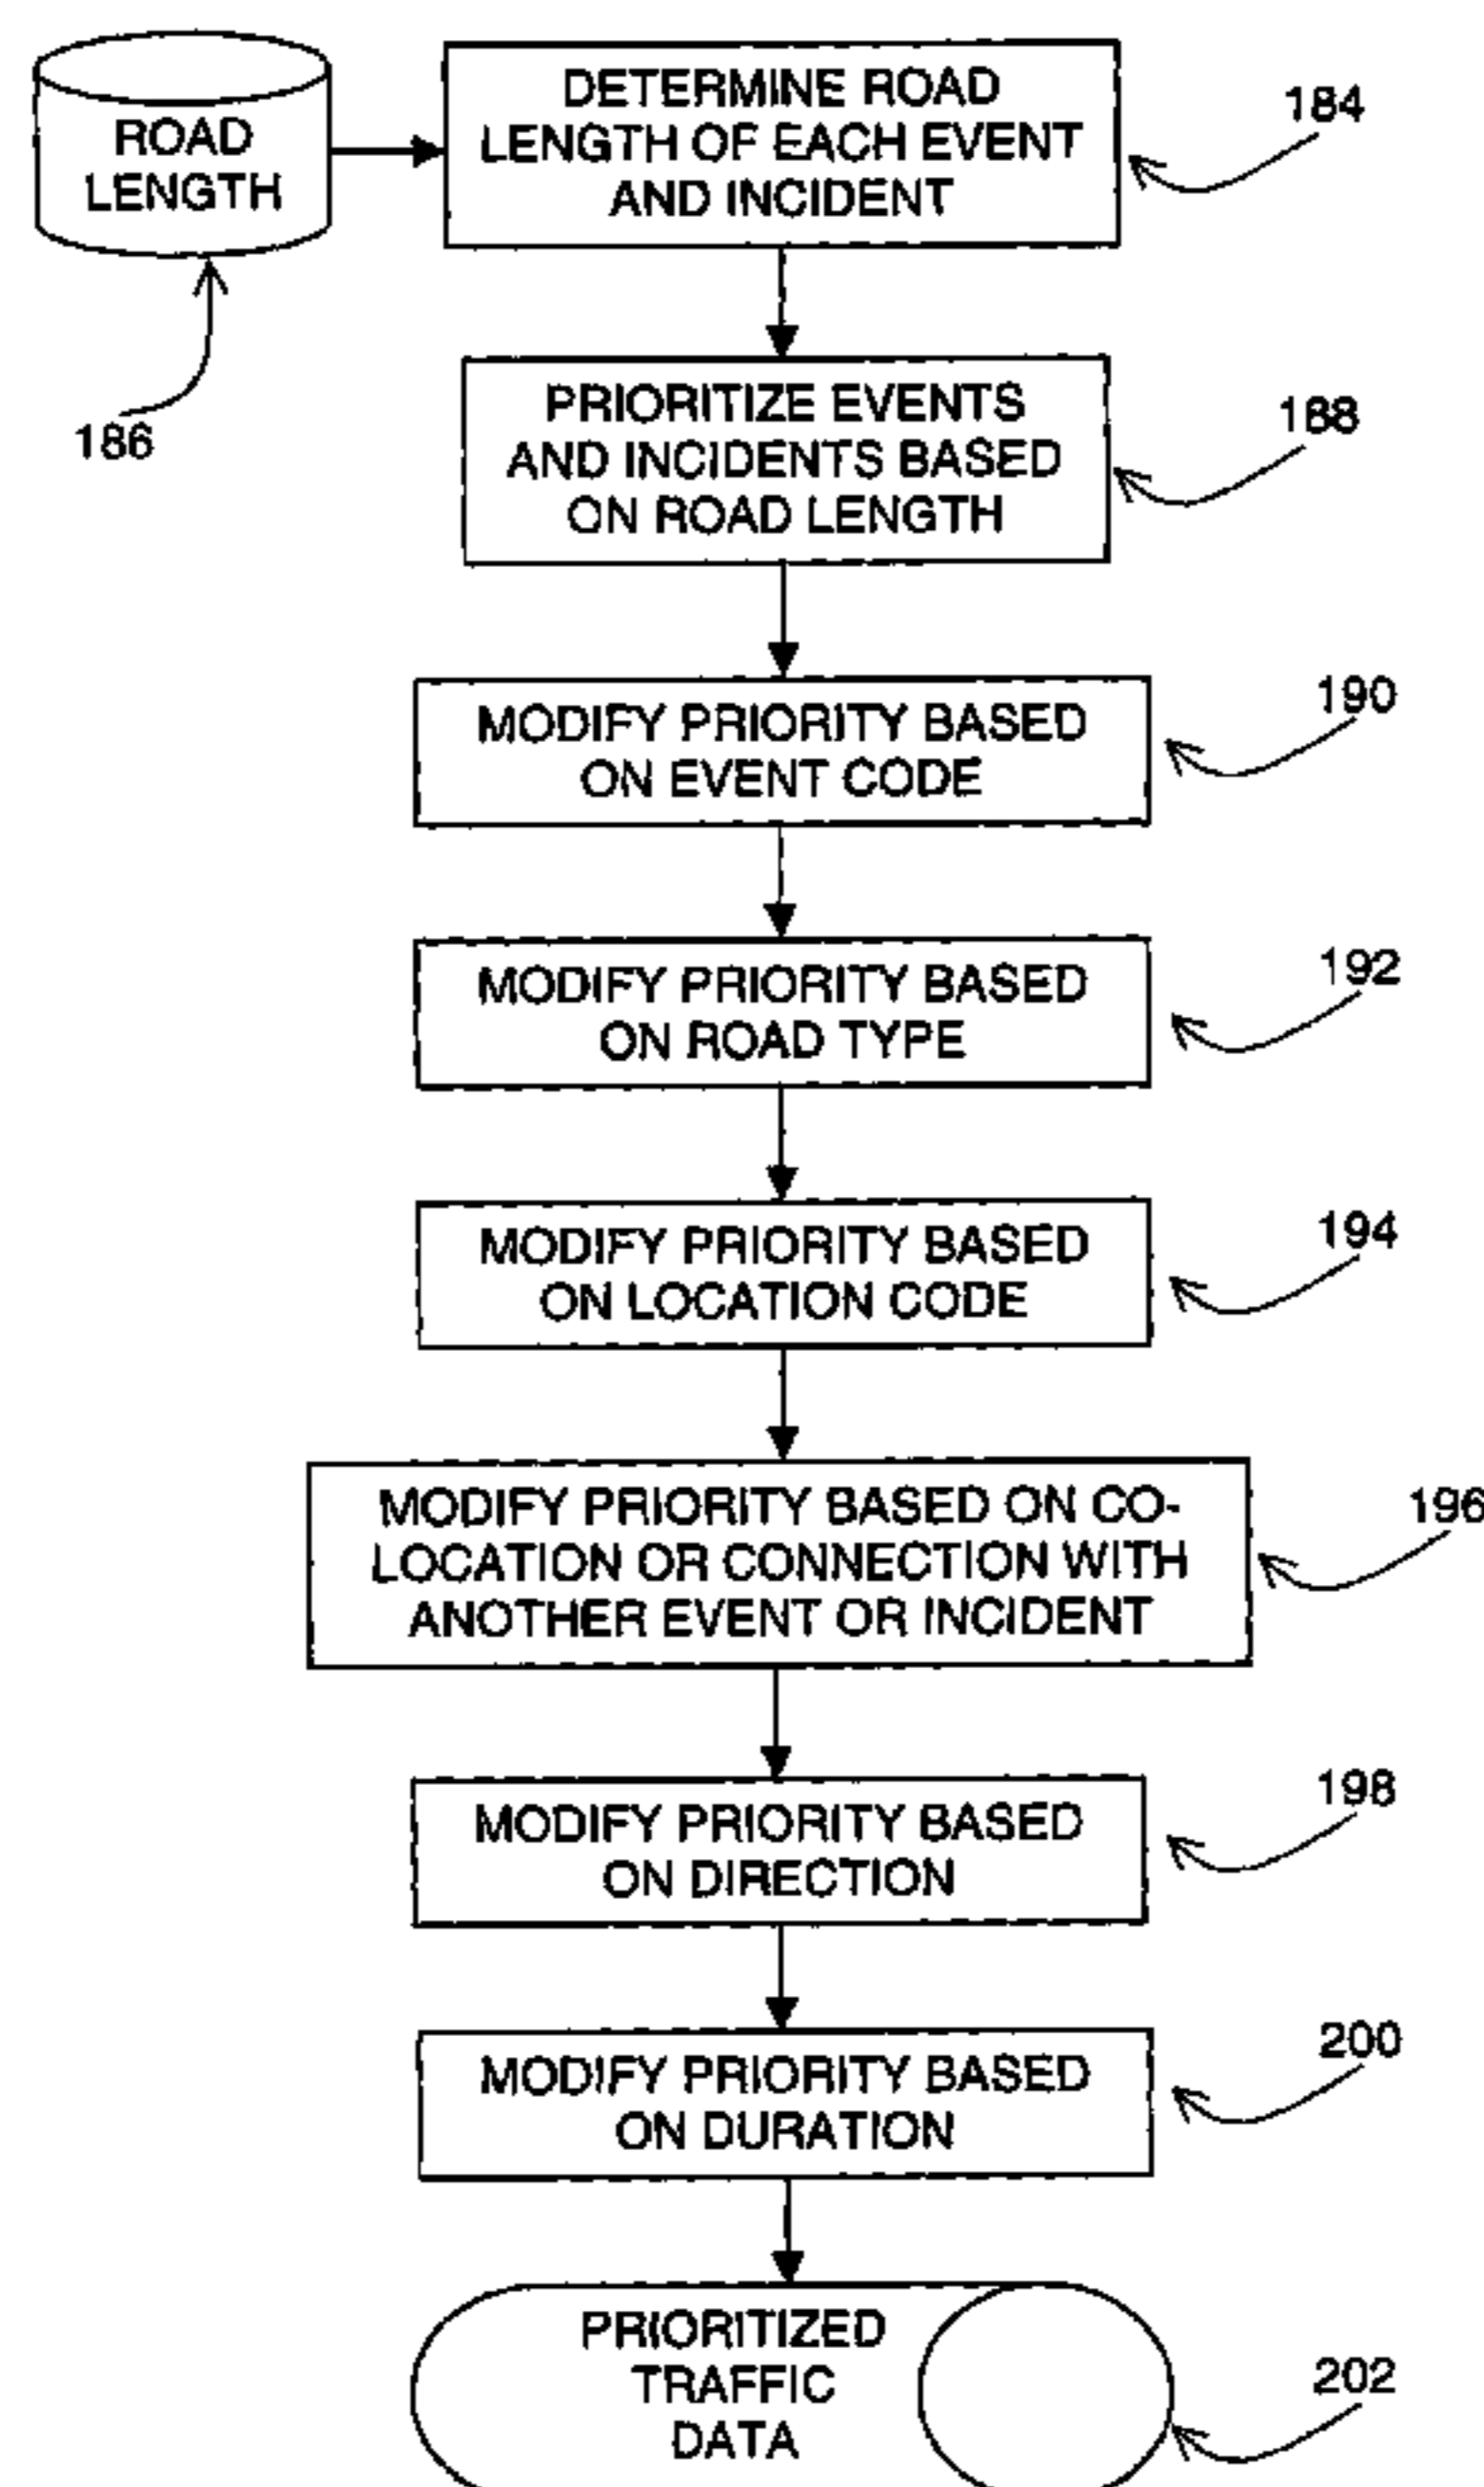 ROAD
LENGTH
186
DETERMINE ROAD
LENGTH OF EACH EVENT
AND INCIDENT
184
PRIORITIZE EVENTS
AND INCIDENTS BASED
ON ROAD LENGTH
188
MODIFY PRIORITY BASED
ON EVENT CODE
190
MODIFY PRIORITY BASED
ON ROAD TYPE
192
MODIFY PRIORITY BASED
ON LOCATION CODE
194
MODIFY PRIORITY BASED ON CO-
LOCATION OR CONNECTION WITH
ANOTHER EVENT OR INCIDENT
196
MODIFY PRIORITY BASED
ON DIRECTION
198
MODIFY PRIORITY BASED
ON DURATION
200
PRIORITIZED
TRAFFIC
DATA
202